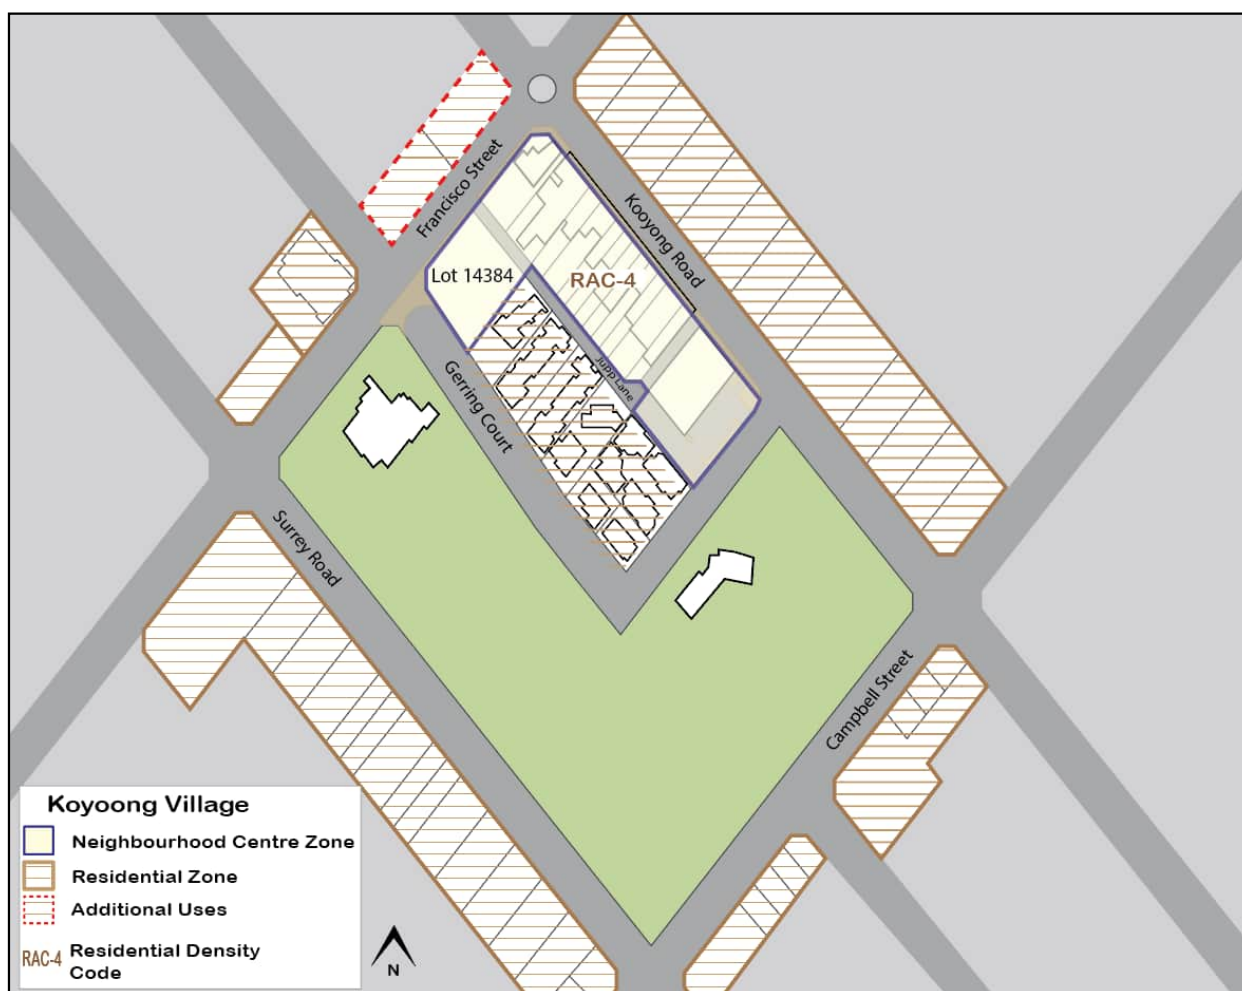 Francisco Street
Kooyong Road
Lot 14384
RAC-4
Jupp Lane
Gerring Court
Surrey Road
Campbell Street
Koyoong Village
Neighbourhood Centre Zone
Residential Zone
Additional Uses
RAC-4 Residential Density
Code
N